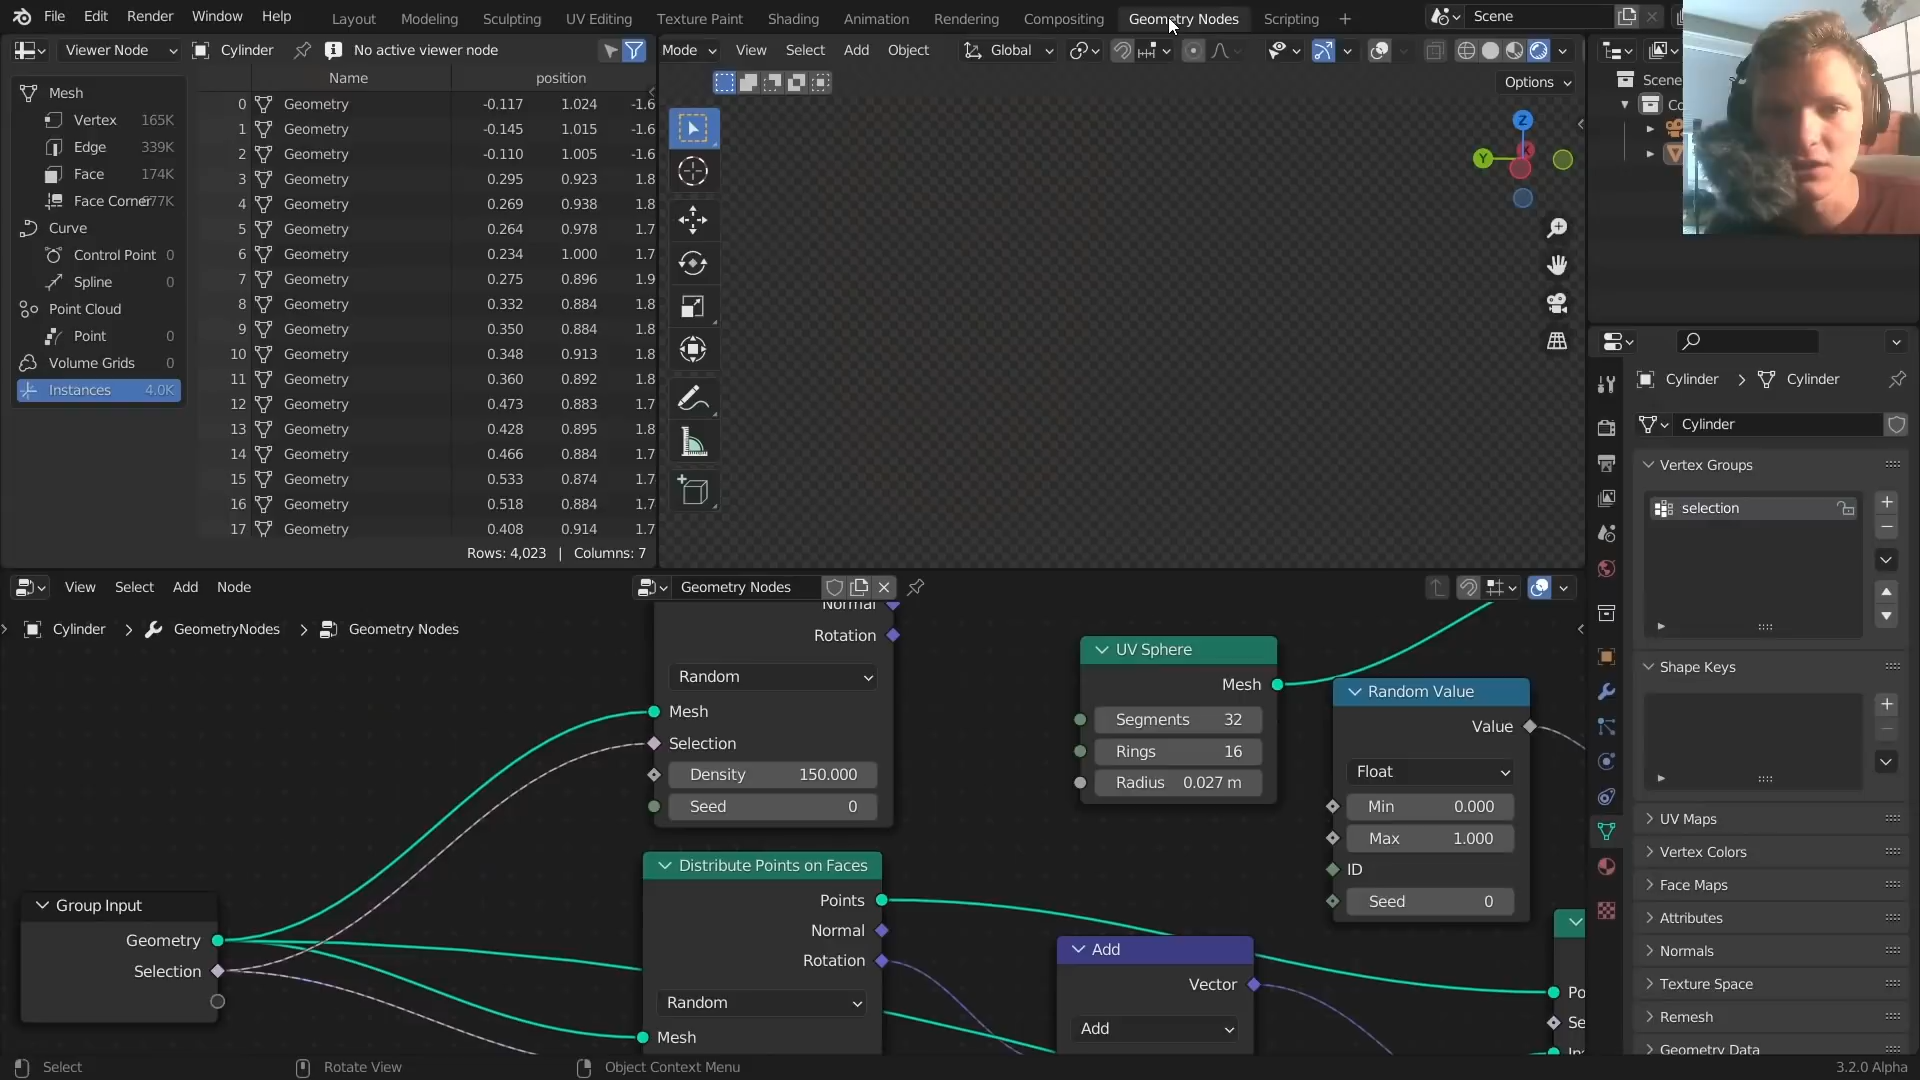 File Edit Render Window Help Layout Modeling Sculpting UV Editing Texture Paint Shading Animation Rendering Compositing Geometry Nodes Scripting + Scene
Viewer Node Cylinder No active viewer node
Mode View Select Add Object Global
Options
Name position
Mesh
Vertex 165K
Edge 339K
Face 174K
Face Corner
Curve
Control Point 0
Spline 0
Point Cloud
Point 0
Volume Grids 0
Instances 4.0K
0 Geometry -0.117 1.024 -1.6
1 Geometry -0.145 1.015 -1.6
2 Geometry -0.110 1.005 -1.6
3 Geometry 0.295 0.923 1.8
4 Geometry 0.269 0.938 1.8
5 Geometry 0.264 0.978 1.7
6 Geometry 0.234 1.000 1.7
7 Geometry 0.275 0.896 1.9
8 Geometry 0.332 0.884 1.8
9 Geometry 0.350 0.884 1.8
10 Geometry 0.348 0.913 1.8
11 Geometry 0.360 0.892 1.8
12 Geometry 0.473 0.883 1.7
13 Geometry 0.428 0.895 1.8
14 Geometry 0.466 0.884 1.7
15 Geometry 0.533 0.874 1.7
16 Geometry 0.518 0.884 1.7
17 Geometry 0.408 0.914 1.7
Rows: 4,023 | Columns: 7
Z
Y
Scene
Cylinder > Cylinder
Cylinder
Vertex Groups
selection
Shape Keys
UV Maps
Vertex Colors
Face Maps
Attributes
Normals
Texture Space
Remesh
Geometry Data
View Select Add Node Geometry Nodes
Cylinder > GeometryNodes > Geometry Nodes
Normal
Rotation
Random
Mesh
Selection
Density 150.000
Seed 0
UV Sphere
Mesh
Segments 32
Rings 16
Radius 0.027 m
Random Value
Value
Float
Min 0.000
Max 1.000
ID
Seed 0
Group Input
Geometry
Selection
Distribute Points on Faces
Points
Normal
Rotation
Random
Mesh
Add
Vector
Add
Po
Se
Select Rotate View Object Context Menu 3.2.0 Alpha